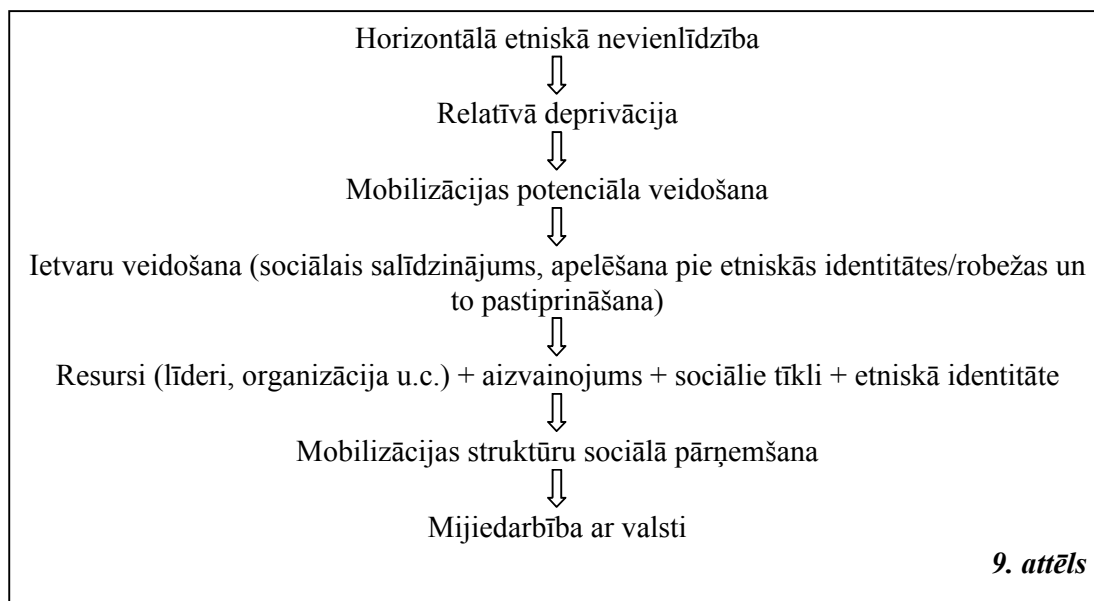 Horizontālā etniskā nevienlīdzība
Relatīvā deprivācija
Mobilizācijas potenciāla veidošana
Ietvaru veidošana (sociālais salīdzinājums, apelēšana pie etniskās identitātes/robežas un
to pastiprināšana)
Resursi (līderi, organizācija u.c.) + aizvainojums + sociālie tīkli + etniskā identitāte
Mobilizācijas struktūru sociālā pārņemšana
Mijiedarbība ar valsti
9. attēls